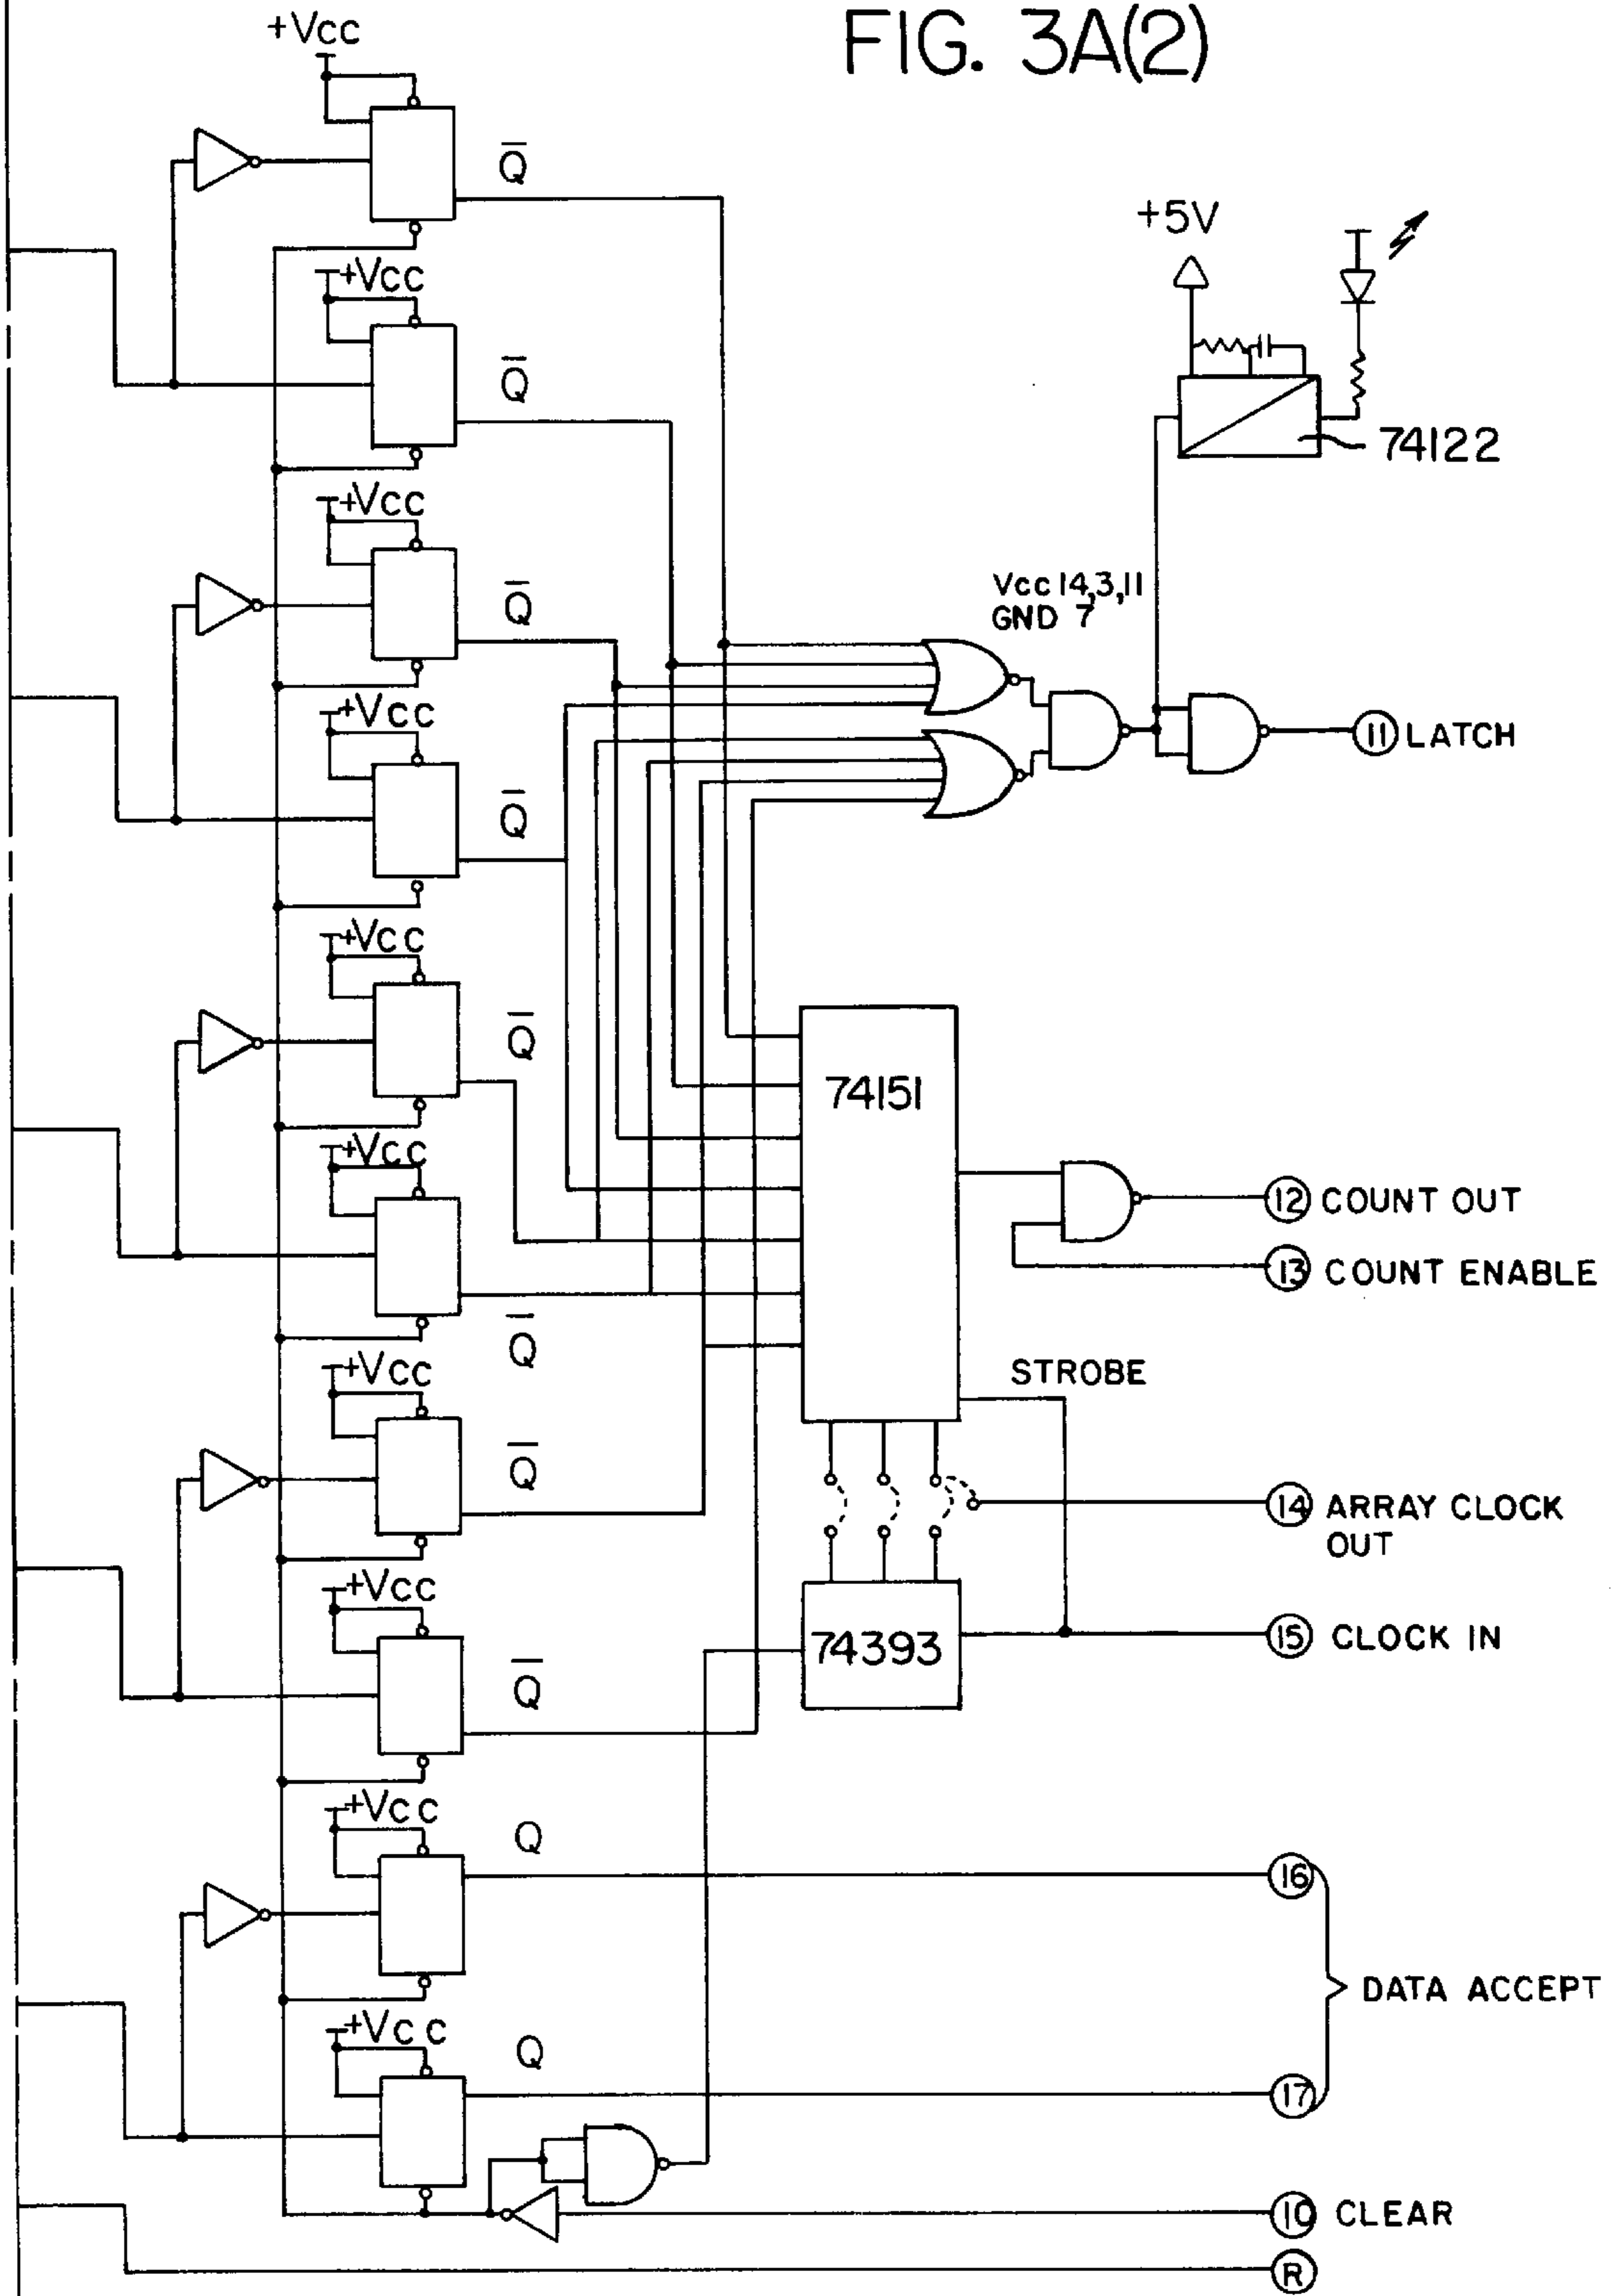 FIG. 3A(2)
+Vcc
Q̅
+5V
+Vcc
Q̅
74122
+Vcc
Vcc 14,3,11
GND 7
Q̅
+Vcc
11 LATCH
Q̅
+Vcc
Q̅
74151
+Vcc
12 COUNT OUT
13 COUNT ENABLE
Q̅
+Vcc
STROBE
Q̅
14 ARRAY CLOCK
OUT
+Vcc
74393
15 CLOCK IN
Q̅
+Vcc
Q
16
DATA ACCEPT
+Vcc
Q
17
10 CLEAR
R